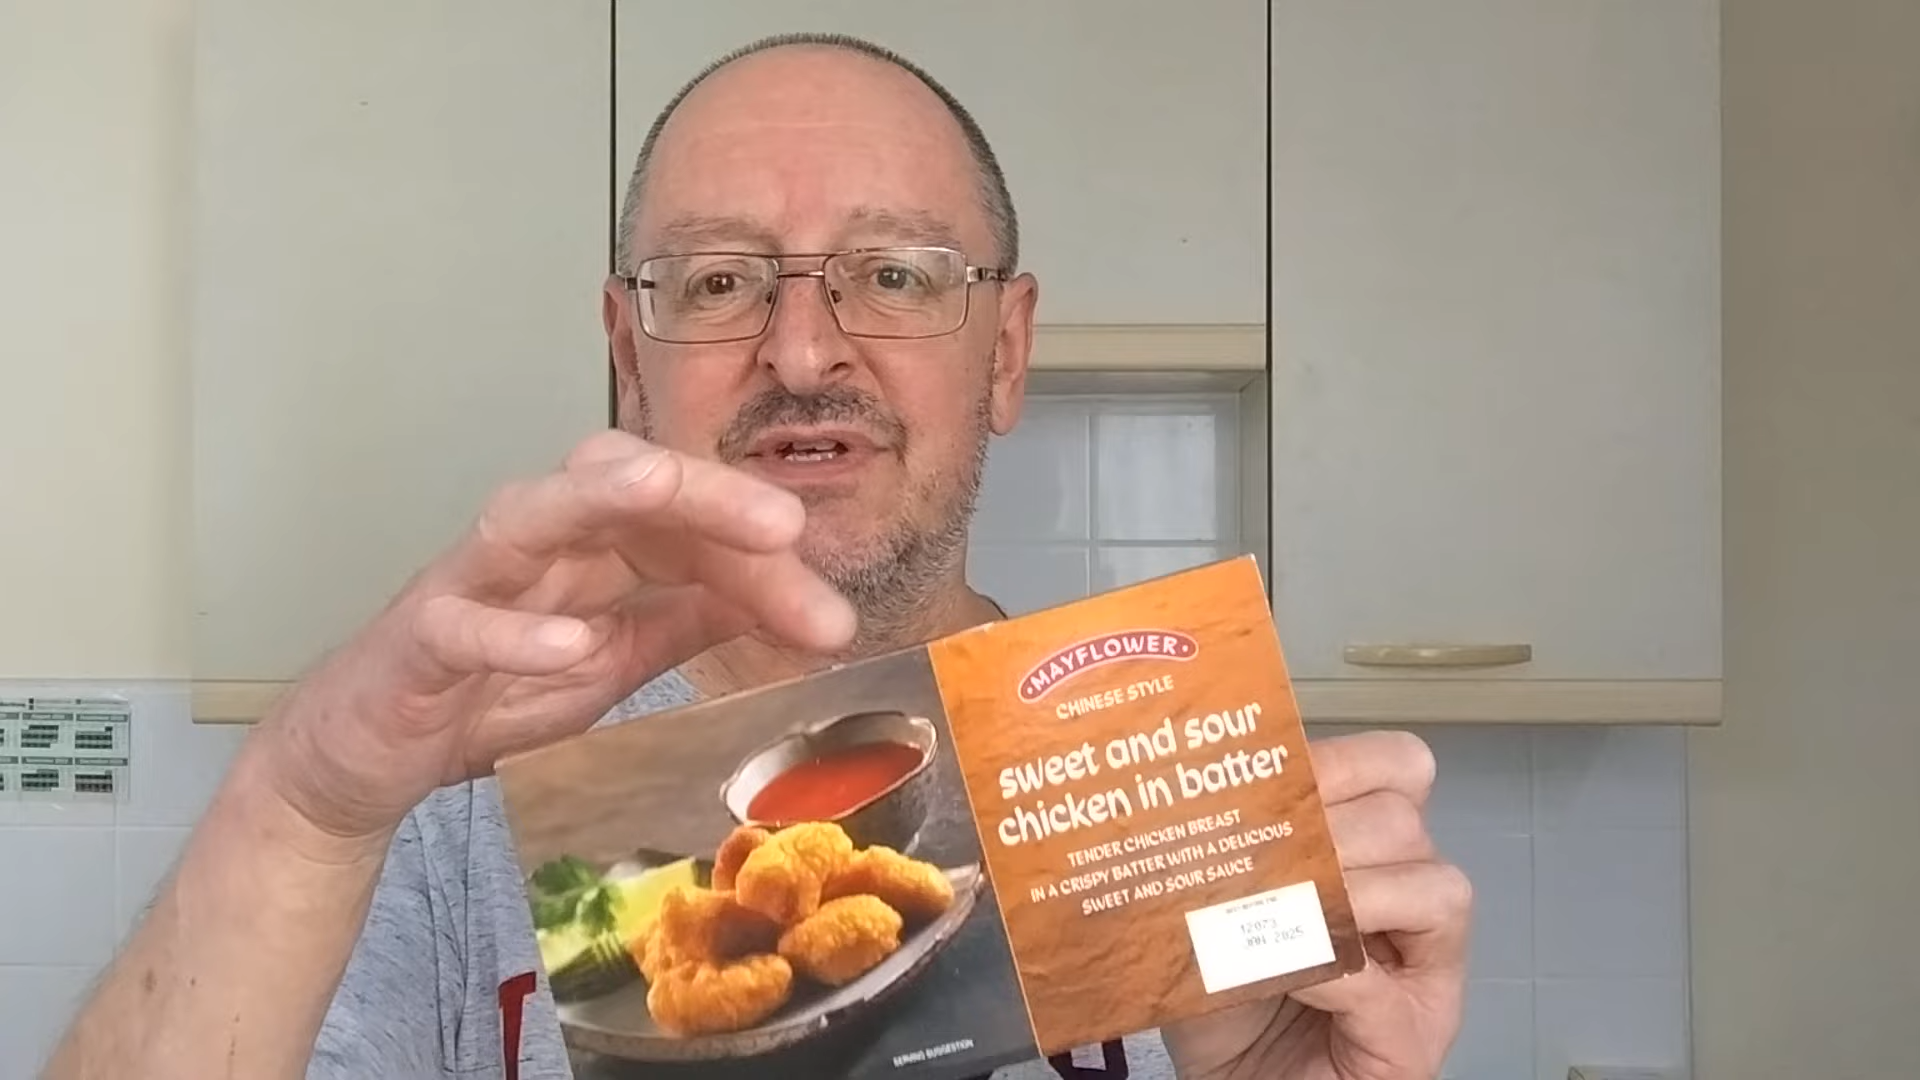 ·MAYFLOWER·
CHINESE STYLE
sweet and sour
chicken in batter
TENDER CHICKEN BREAST
IN A CRISPY BATTER WITH A DELICIOUS
SWEET AND SOUR SAUCE
12073
JAN 2025
SERVING SUGGESTION